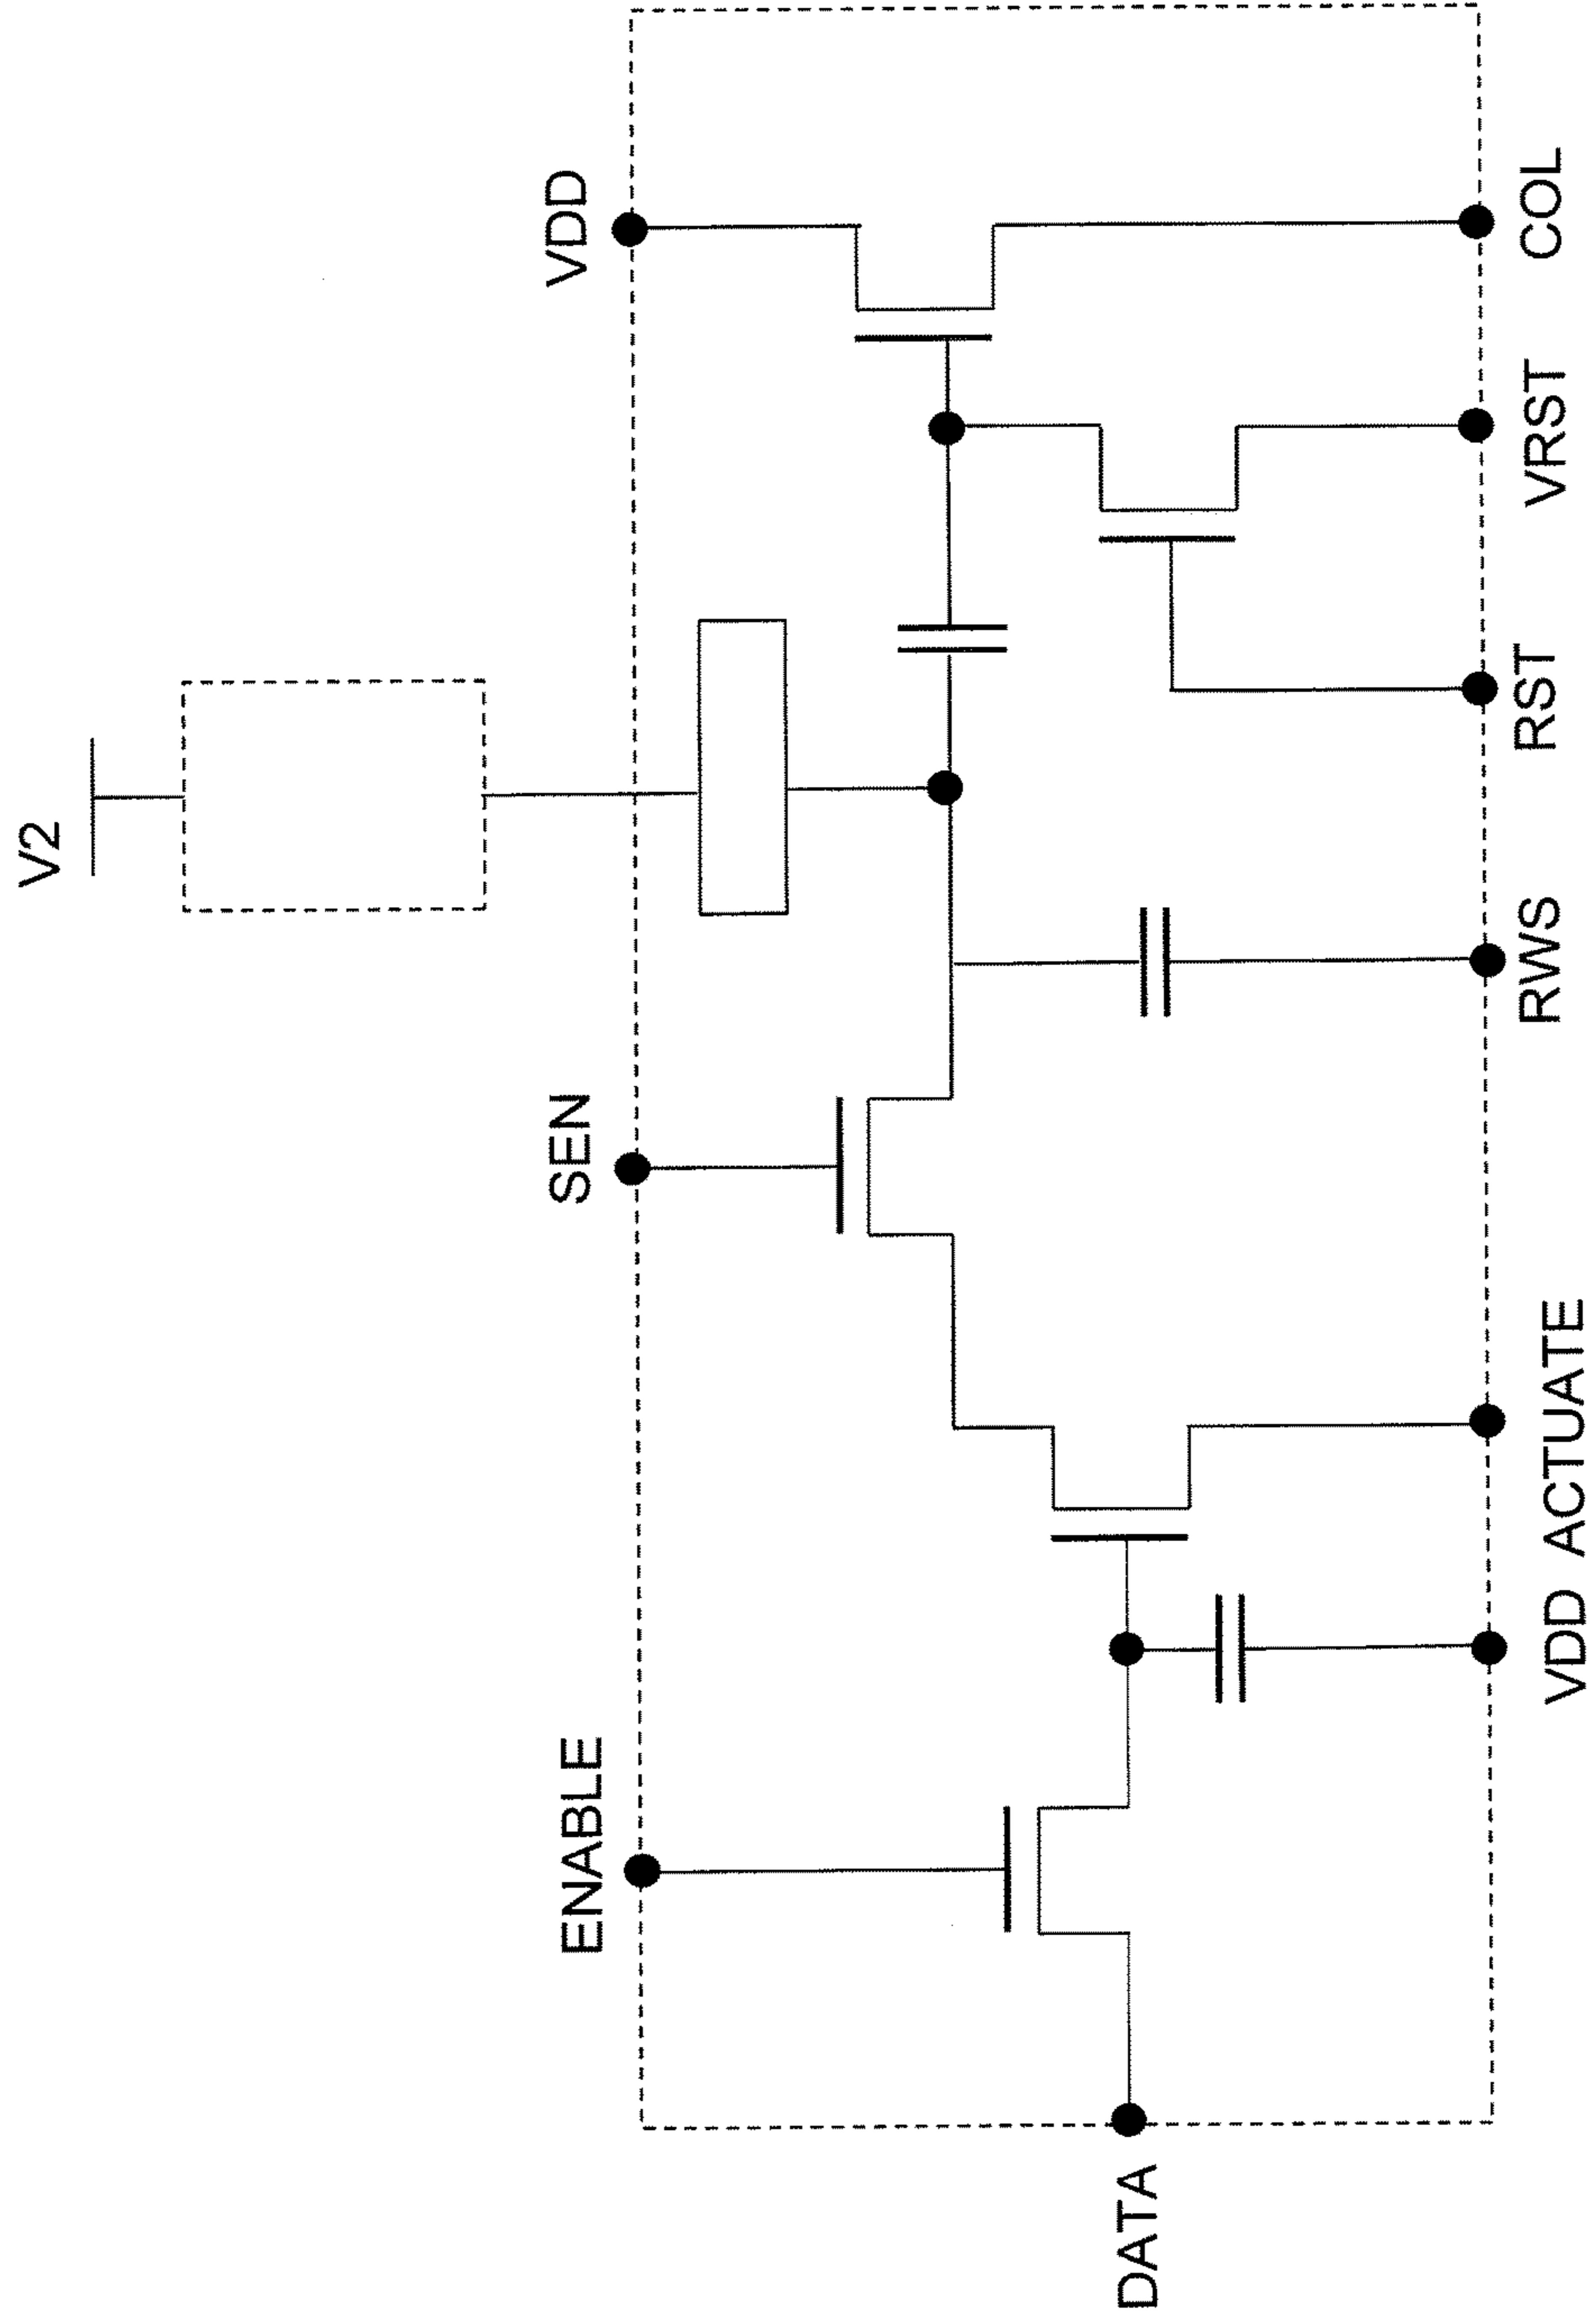 V2
ENABLE
SEN
VDD
DATA
VDD
ACTUATE
RWS
RST
VRST
COL